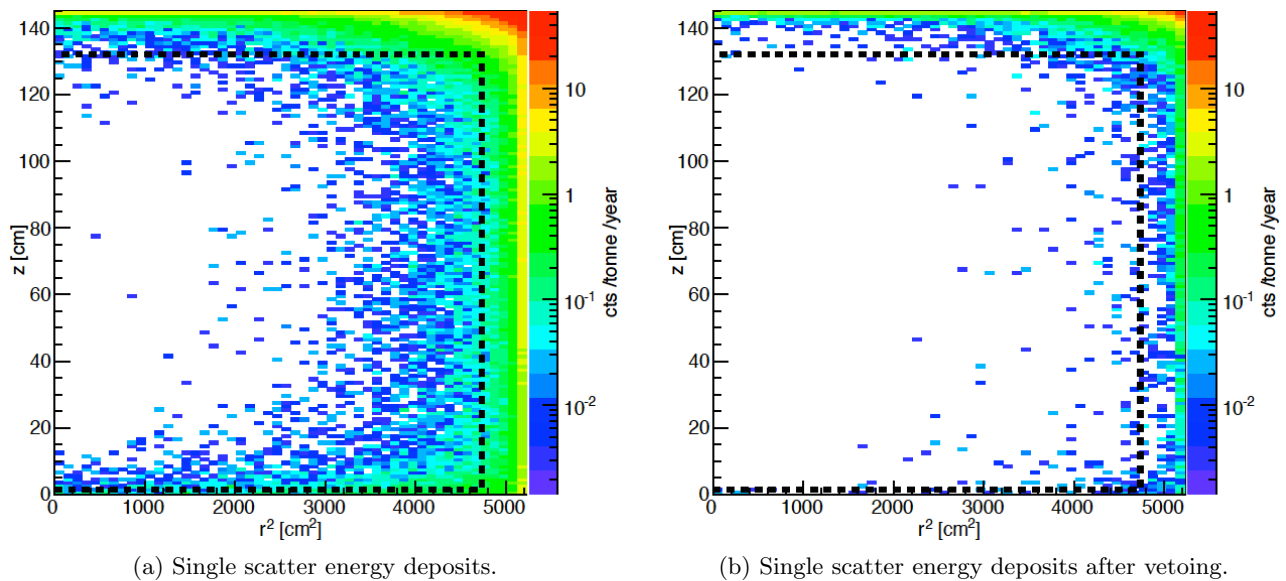 140
120
100
80
60
40
20
0
z [cm]
0 1000 2000 3000 4000 5000
r² [cm²]
10
1
10⁻¹
10⁻²
cts /tonne /year
(a) Single scatter energy deposits.
140
120
100
80
60
40
20
0
z [cm]
0 1000 2000 3000 4000 5000
r² [cm²]
10
1
10⁻¹
10⁻²
cts /tonne /year
(b) Single scatter energy deposits after vetoing.